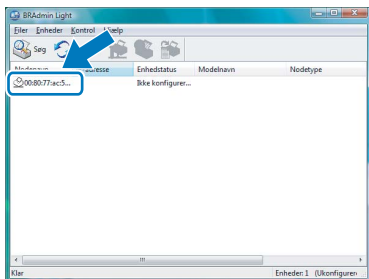 BRAdmin Light
Filer Enheder Kontrol Hjælp
Søg
Nodenavn adresse Enhedstatus Modelnavn Nodetype
00:80:77:ac:5... Ikke konfigurer...
Klar Enheder: 1 (Ukonfigurer